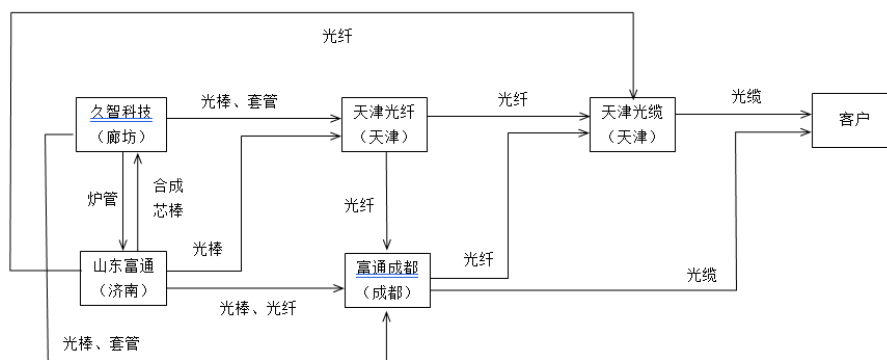 光纤
久智科技
（廊坊）
光棒、套管
天津光纤
（天津）
光纤
天津光缆
（天津）
光缆
客户
炉管
合成
芯棒
光纤
光棒
山东富通
（济南）
富通成都
（成都）
光纤
光缆
光棒、光纤
光棒、套管